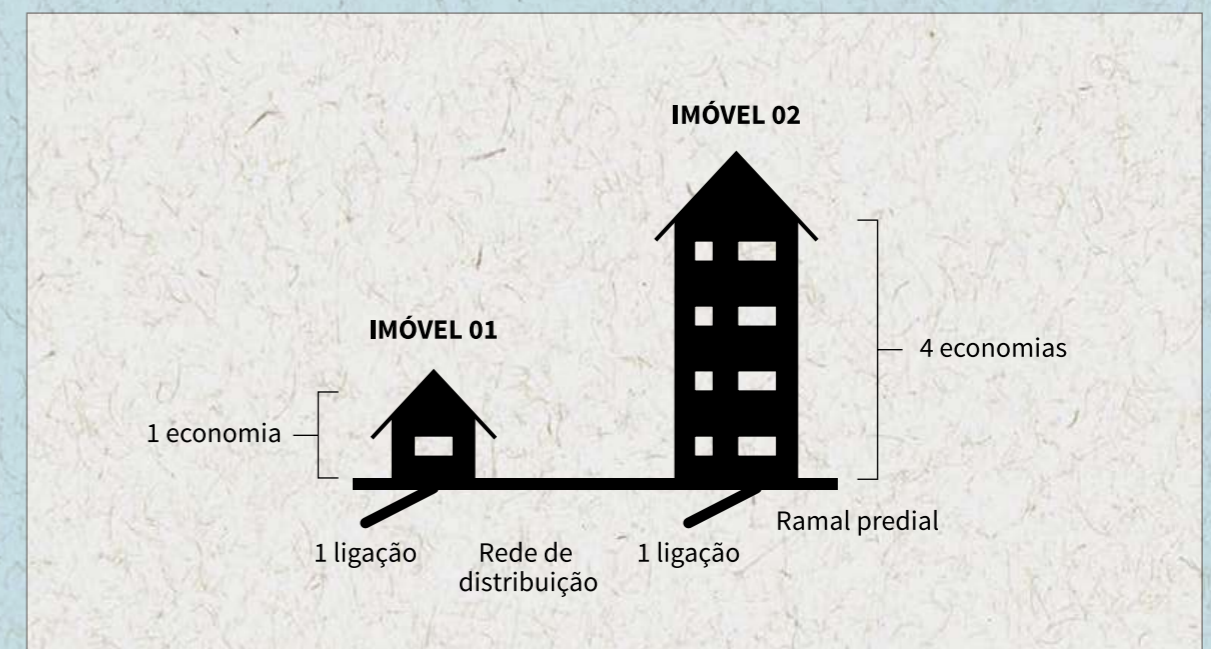 IMÓVEL 02
IMÓVEL 01
4 economias
1 economia
Ramal predial
1 ligação
Rede de
distribuição
1 ligação